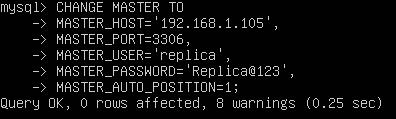 mysql> CHANGE MASTER TO
    -> MASTER_HOST='192.168.1.105',
    -> MASTER_PORT=3306,
    -> MASTER_USER='replica',
    -> MASTER_PASSWORD='Replica@123',
    -> MASTER_AUTO_POSITION=1;
Query OK, 0 rows affected, 8 warnings (0.25 sec)